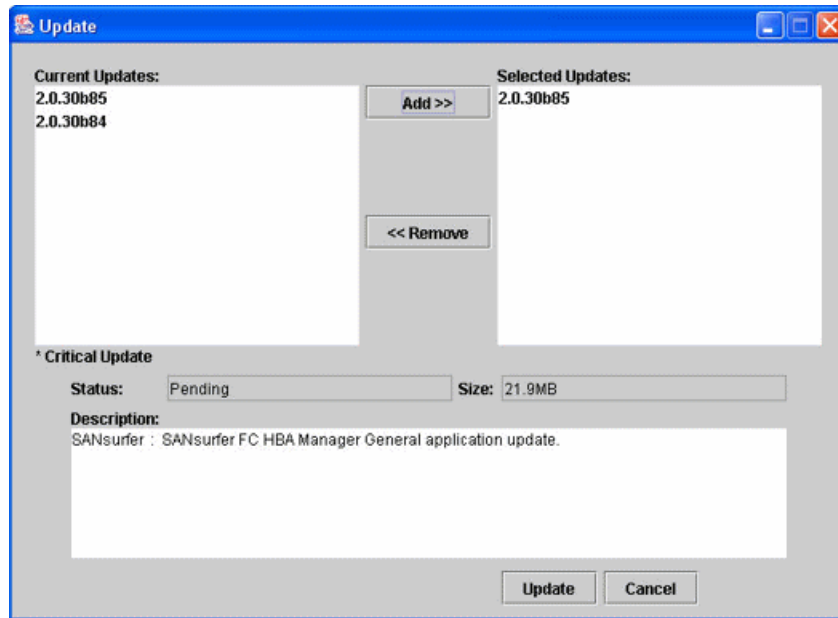 Update
Current Updates:
Selected Updates:
2.0.30b85
Add >>
2.0.30b85
2.0.30b84
<< Remove
* Critical Update
Status: Pending Size: 21.9MB
Description:
SANsurfer : SANsurfer FC HBA Manager General application update.
Update Cancel